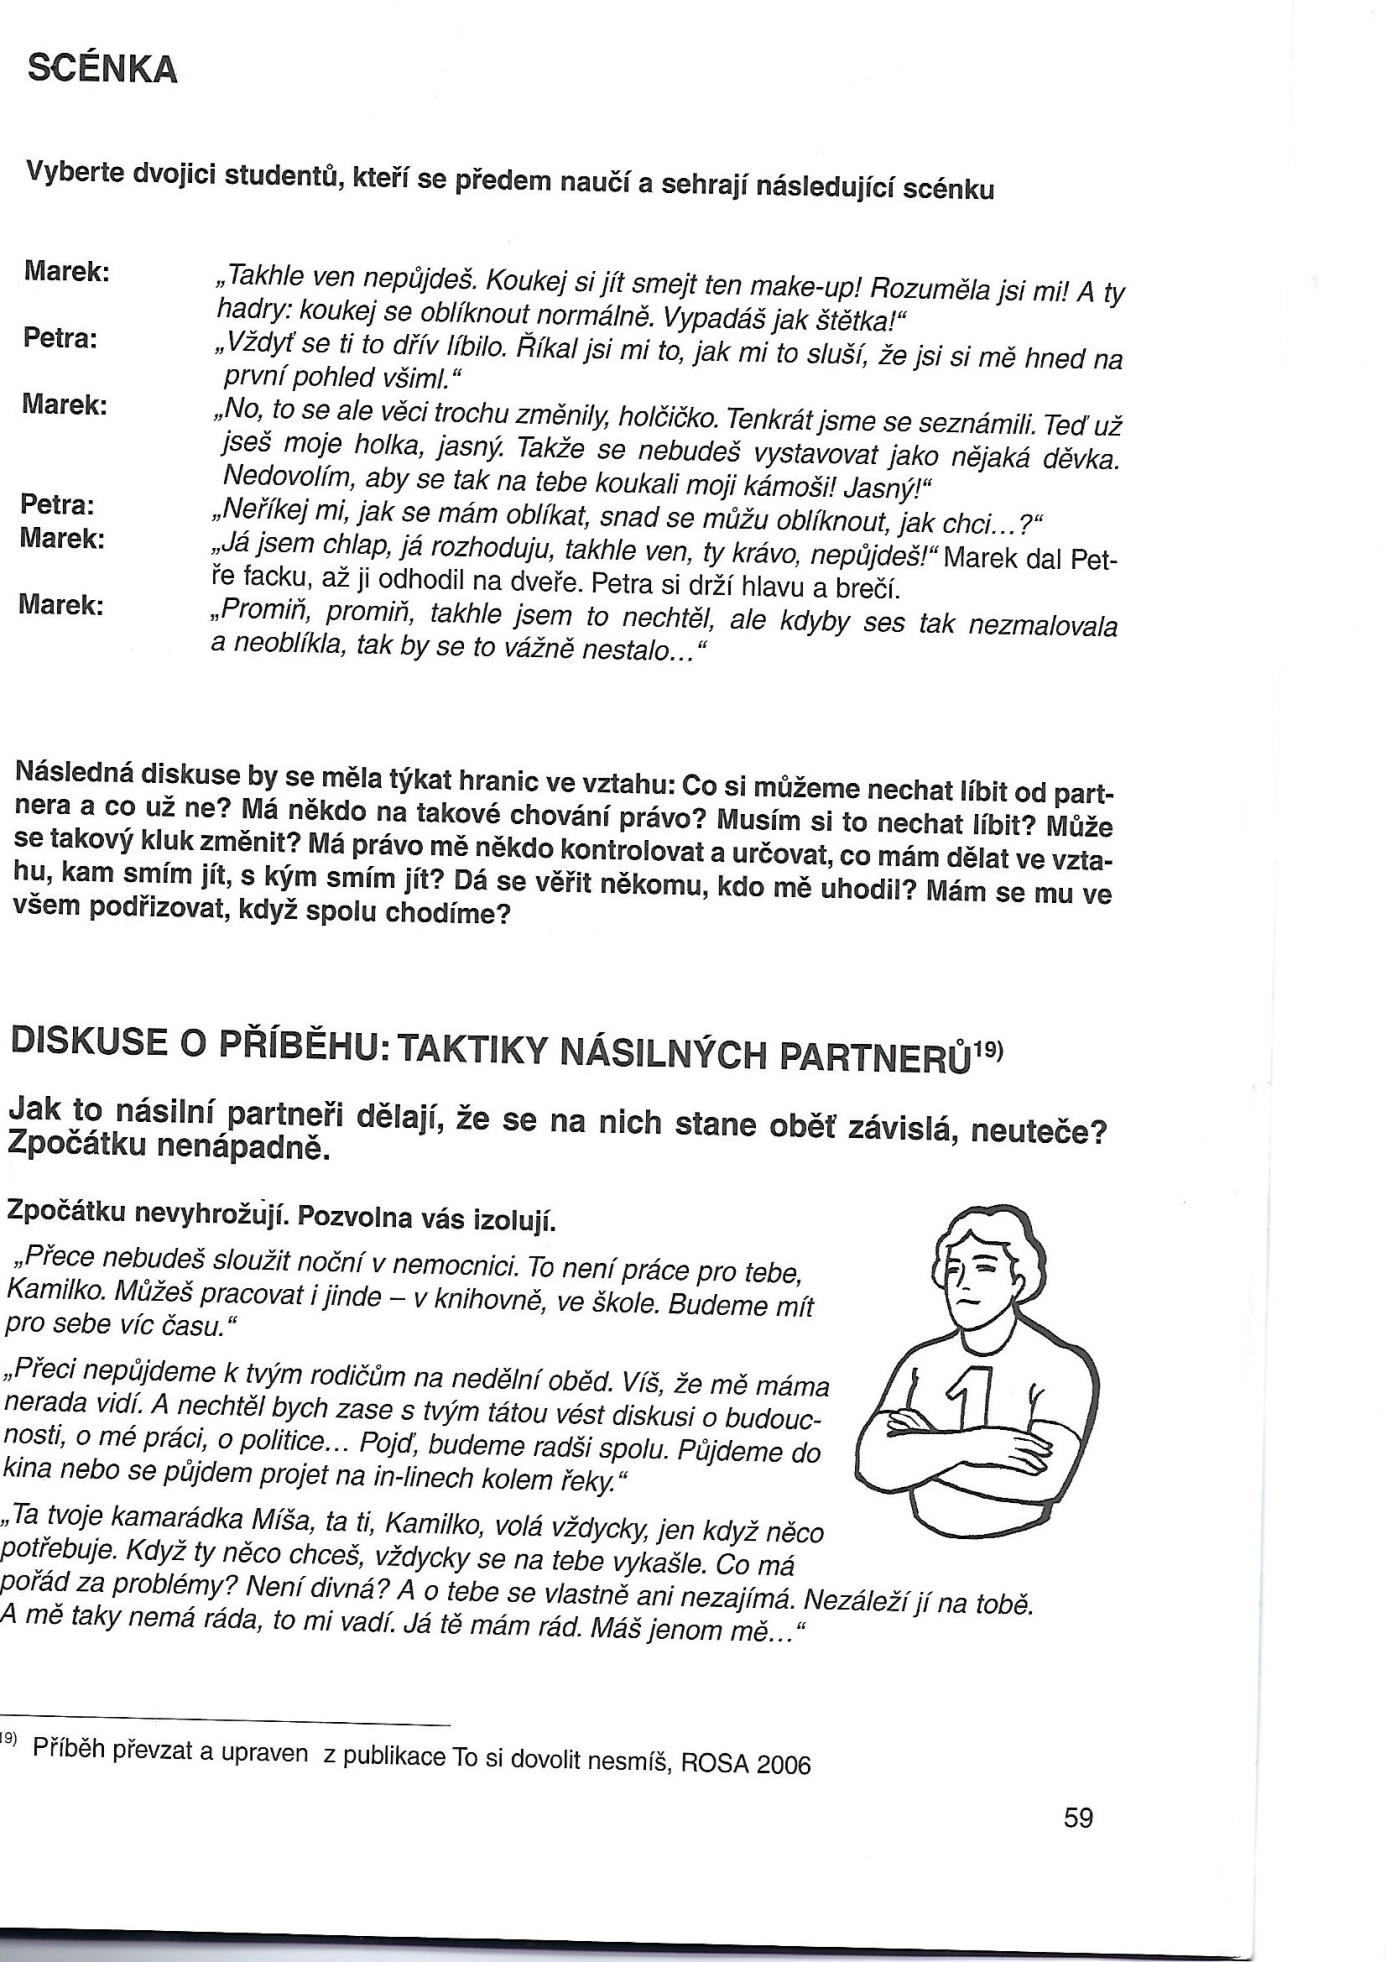 SCÉNKA
Vyberte dvojici studentů, kteří se předem naučí a sehrají následující scénku
Marek: „Takhle ven nepůjdeš. Koukej si jít smejt ten make-up! Rozuměla jsi mi! A ty
hadry: koukej se oblíknout normálně. Vypadáš jak štětka!“
Petra: „Vždyť se ti to dřív líbilo. Říkal jsi mi to, jak mi to sluší, že jsi si mě hned na
první pohled všiml.“
Marek: „No, to se ale věci trochu změnily, holčičko. Tenkrát jsme se seznámili. Teď už
jseš moje holka, jasný. Takže se nebudeš vystavovat jako nějaká děvka.
Nedovolím, aby se tak na tebe koukali moji kámoši! Jasný!“
Petra: „Neříkej mi, jak se mám oblíkat, snad se můžu oblíknout, jak chci...?“
Marek: „Já jsem chlap, já rozhoduju, takhle ven, ty krávo, nepůjdeš!“ Marek dal Pet-
ře facku, až ji odhodil na dveře. Petra si drží hlavu a brečí.
Marek: „Promiň, promiň, takhle jsem to nechtěl, ale kdyby ses tak nezmalovala
a neoblíkla, tak by se to vážně nestalo...“
Následná diskuse by se měla týkat hranic ve vztahu: Co si můžeme nechat líbit od part-
nera a co už ne? Má někdo na takové chování právo? Musím si to nechat líbit? Může
se takový kluk změnit? Má právo mě někdo kontrolovat a určovat, co mám dělat ve vzta-
hu, kam smím jít, s kým smím jít? Dá se věřit někomu, kdo mě uhodil? Mám se mu ve
všem podřizovat, když spolu chodíme?
DISKUSE O PŘÍBĚHU: TAKTIKY NÁSILNÝCH PARTNERŮ19)
Jak to násilní partneři dělají, že se na nich stane oběť závislá, neuteče?
Zpočátku nenápadně.
Zpočátku nevyhrožují. Pozvolna vás izolují.
„Přece nebudeš sloužit noční v nemocnici. To není práce pro tebe,
Kamilko. Můžeš pracovat i jinde – v knihovně, ve škole. Budeme mít
pro sebe víc času.“
„Přeci nepůjdeme k tvým rodičům na nedělní oběd. Víš, že mě máma
nerada vidí. A nechtěl bych zase s tvým tátou vést diskusi o budouc-
nosti, o mé práci, o politice... Pojď, budeme radši spolu. Půjdeme do
kina nebo se půjdem projet na in-linech kolem řeky.“
„Ta tvoje kamarádka Míša, ta ti, Kamilko, volá vždycky, jen když něco
potřebuje. Když ty něco chceš, vždycky se na tebe vykašle. Co má
pořád za problémy? Není divná? A o tebe se vlastně ani nezajímá. Nezáleží jí na tobě.
A mě taky nemá ráda, to mi vadí. Já tě mám rád. Máš jenom mě...“
1
19) Příběh převzat a upraven z publikace To si dovolit nesmíš, ROSA 2006
59